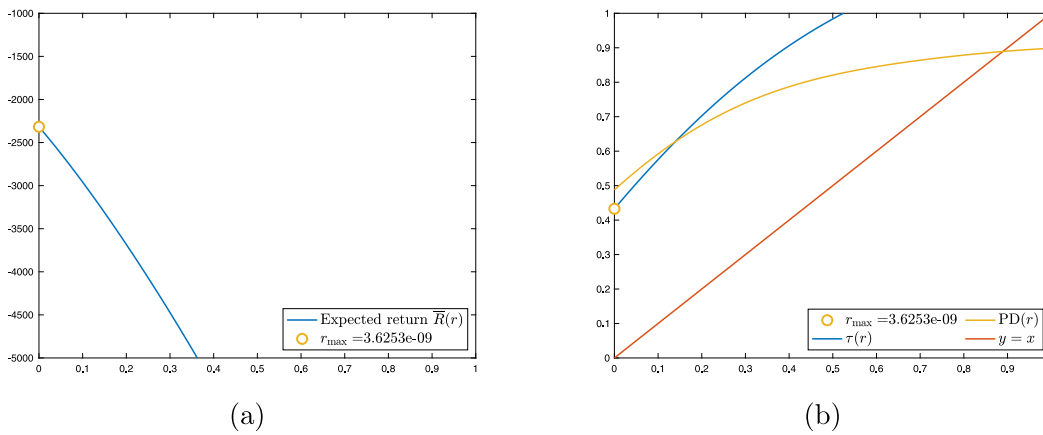 -1000
-1500
-2000
-2500
-3000
-3500
-4000
-4500
-5000
0 0.1 0.2 0.3 0.4 0.5 0.6 0.7 0.8 0.9 1
Expected return R̅(r)
r_max =3.6253e-09
(a)
1
0.9
0.8
0.7
0.6
0.5
0.4
0.3
0.2
0.1
0
0 0.1 0.2 0.3 0.4 0.5 0.6 0.7 0.8 0.9
r_max =3.6253e-09 PD(r)
τ(r) y = x
(b)